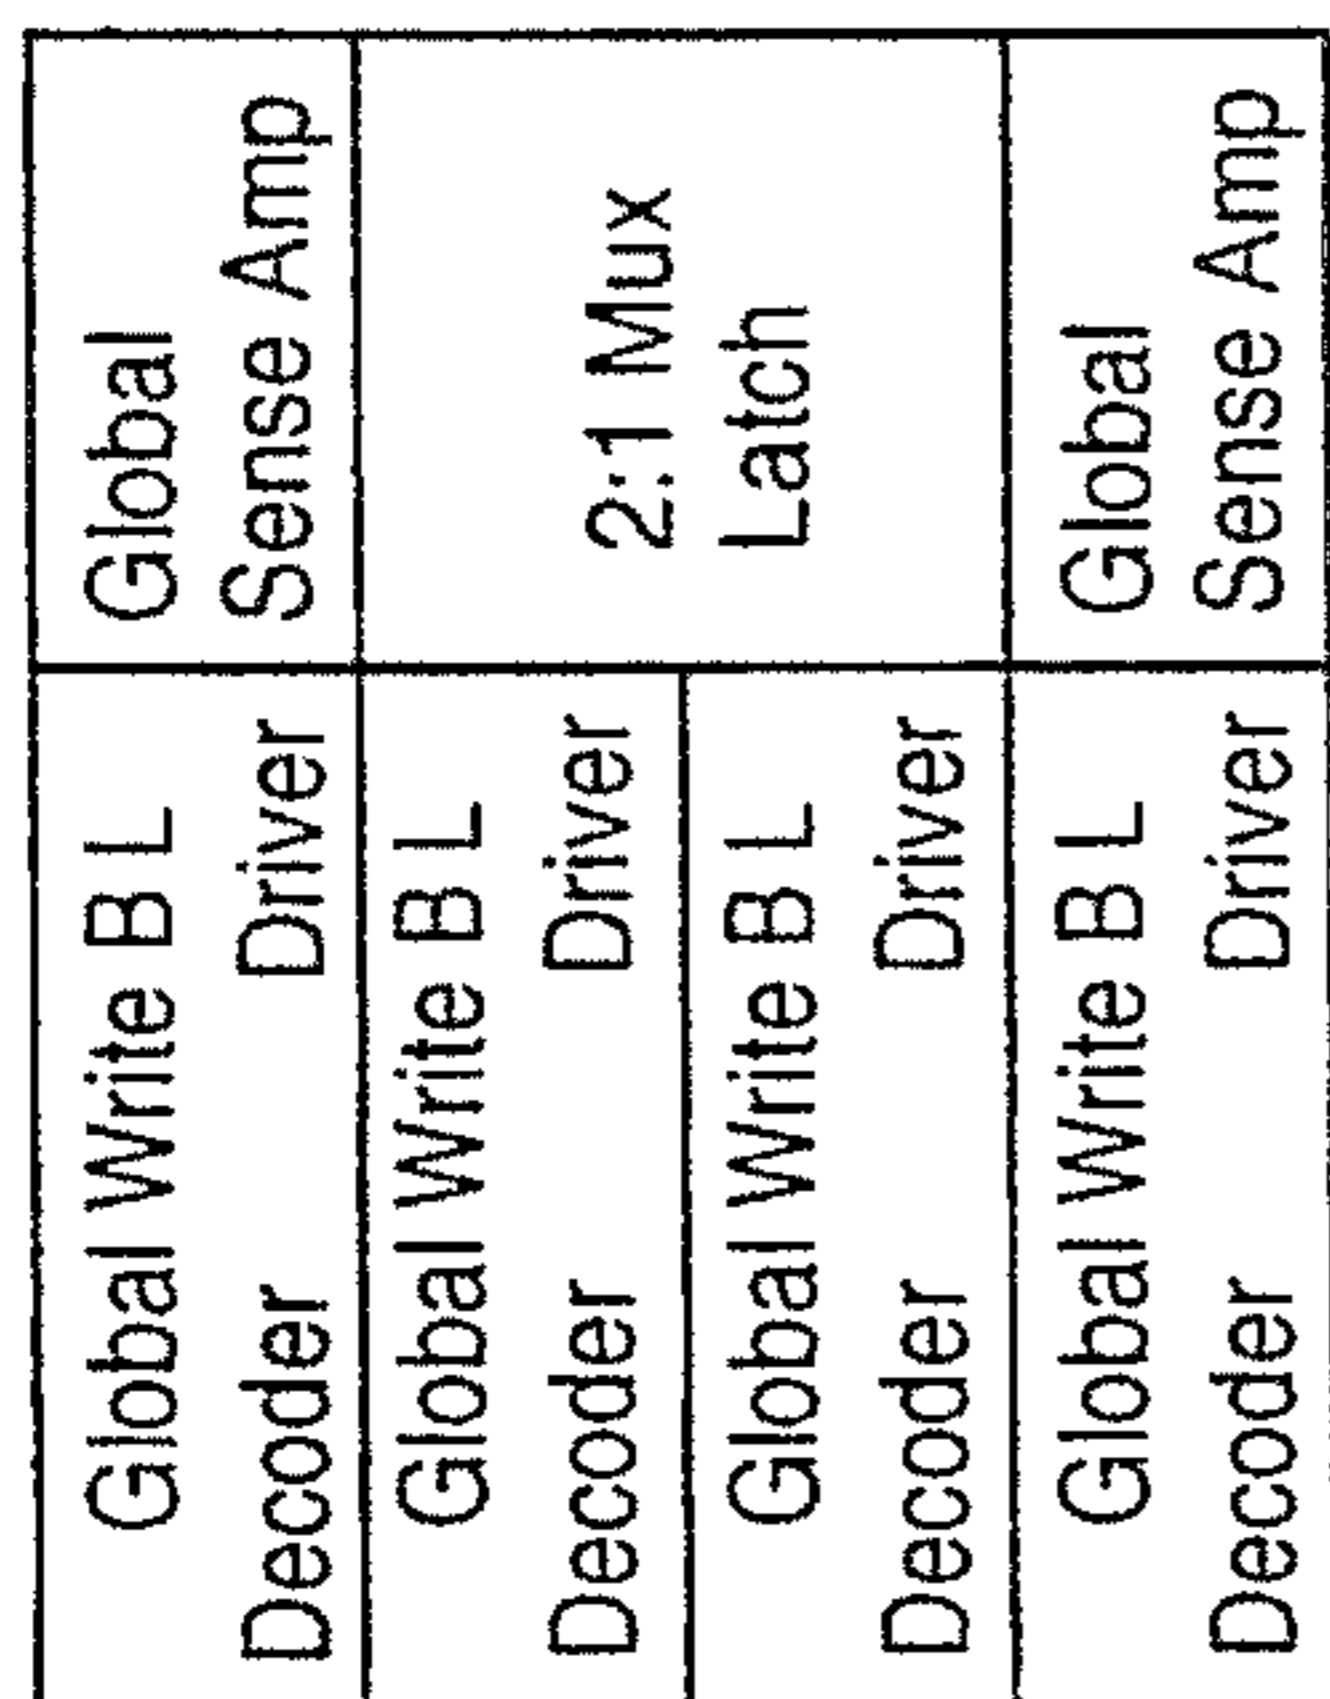 Global Write B L
Decoder Driver
Global
Sense Amp
Global Write B L
Decoder Driver
Global Write B L
Decoder Driver
2:1 Mux
Latch
Global Write B L
Decoder Driver
Global
Sense Amp